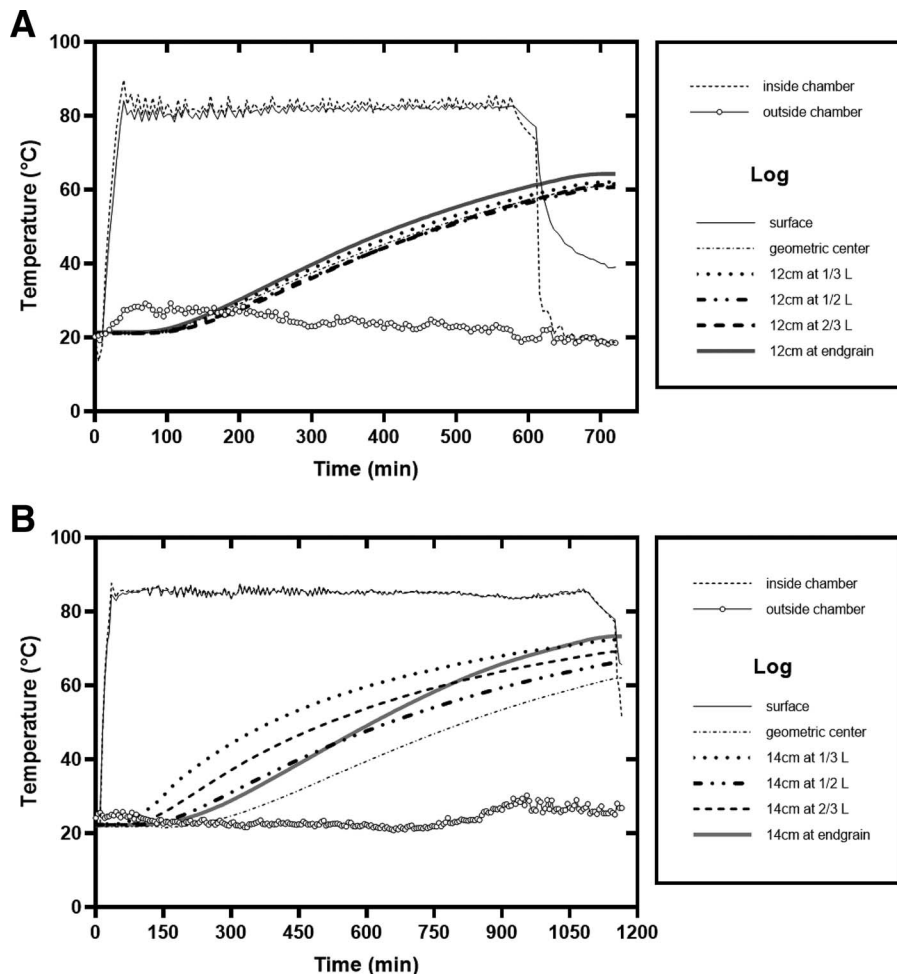 A
100
80
60
40
20
0
Temperature (°C)
0 100 200 300 400 500 600 700
Time (min)
inside chamber
outside chamber
Log
surface
geometric center
12cm at 1/3 L
12cm at 1/2 L
12cm at 2/3 L
12cm at endgrain
B
100
80
60
40
20
0
Temperature (°C)
0 150 300 450 600 750 900 1050 1200
Time (min)
inside chamber
outside chamber
Log
surface
geometric center
14cm at 1/3 L
14cm at 1/2 L
14cm at 2/3 L
14cm at endgrain